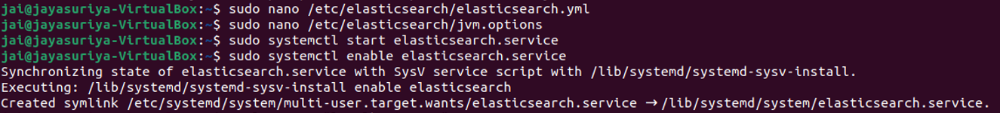 jai@jayasuriya-VirtualBox:~$ sudo nano /etc/elasticsearch/elasticsearch.yml
jai@jayasuriya-VirtualBox:~$ sudo nano /etc/elasticsearch/jvm.options
jai@jayasuriya-VirtualBox:~$ sudo systemctl start elasticsearch.service
jai@jayasuriya-VirtualBox:~$ sudo systemctl enable elasticsearch.service
Synchronizing state of elasticsearch.service with SysV service script with /lib/systemd/systemd-sysv-install.
Executing: /lib/systemd/systemd-sysv-install enable elasticsearch
Created symlink /etc/systemd/system/multi-user.target.wants/elasticsearch.service → /lib/systemd/system/elasticsearch.service.